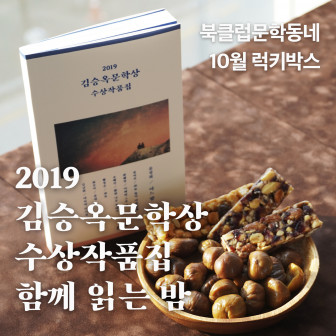 북클럽문학동네
10월 럭키박스
2019
김승옥문학상
수상작품집
2019
김승옥문학상
수상작품집
함께 읽는 밤